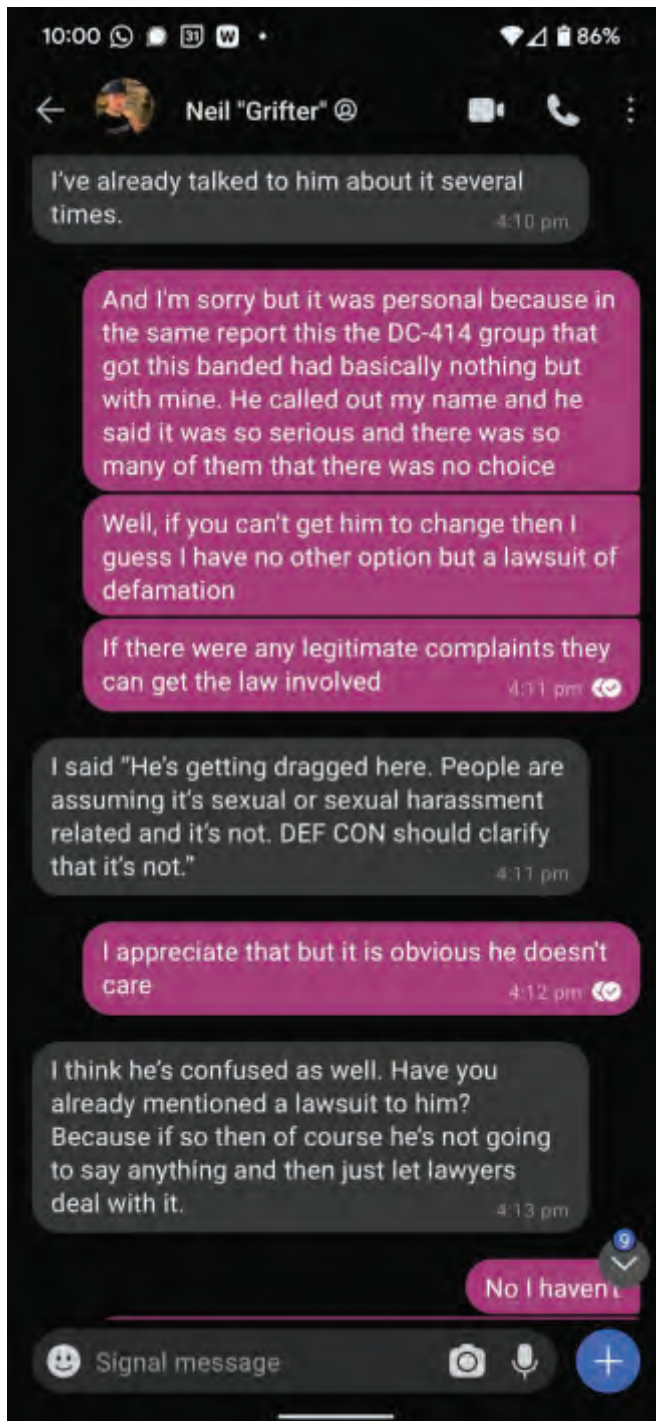 10:00 31 W 86%
Neil "Grifter"
I've already talked to him about it several
times.
4:10 pm
And I'm sorry but it was personal because in
the same report this the DC-414 group that
got this banded had basically nothing but
with mine. He called out my name and he
said it was so serious and there was so
many of them that there was no choice
Well, if you can't get him to change then I
guess I have no other option but a lawsuit of
defamation
If there were any legitimate complaints they
can get the law involved
4:11 pm
I said "He's getting dragged here. People are
assuming it's sexual or sexual harassment
related and it's not. DEF CON should clarify
that it's not."
4:11 pm
I appreciate that but it is obvious he doesn't
care
4:12 pm
I think he's confused as well. Have you
already mentioned a lawsuit to him?
Because if so then of course he's not going
to say anything and then just let lawyers
deal with it.
4:13 pm
9
No I haven't
Signal message